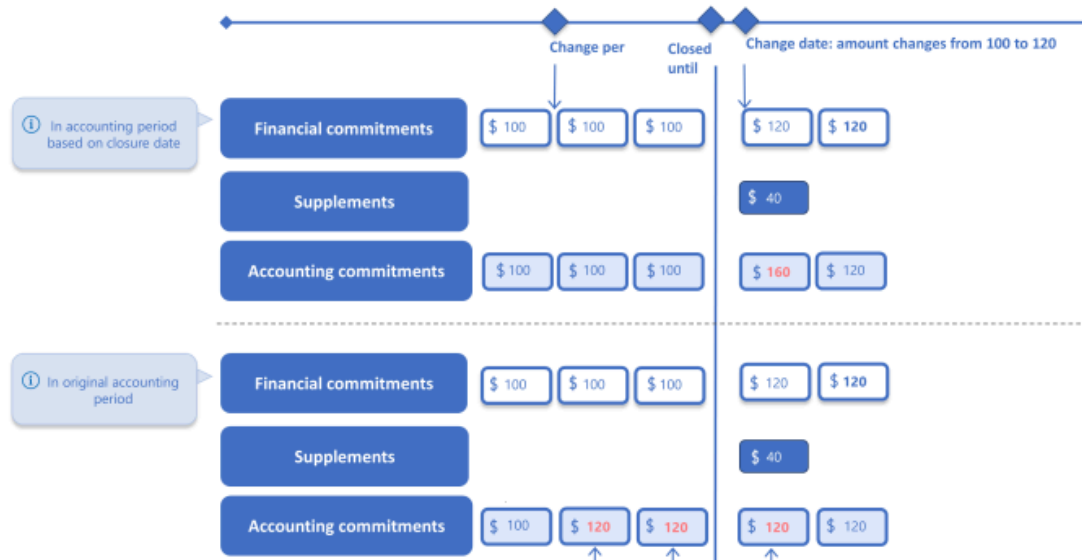 Change per
Closed
until
Change date: amount changes from 100 to 120
In accounting period
based on closure date
Financial commitments
$ 100
$ 100
$ 100
$ 120
$ 120
Supplements
$ 40
Accounting commitments
$ 100
$ 100
$ 100
$ 160
$ 120
In original accounting
period
Financial commitments
$ 100
$ 100
$ 100
$ 120
$ 120
Supplements
$ 40
Accounting commitments
$ 100
$ 120
$ 120
$ 120
$ 120